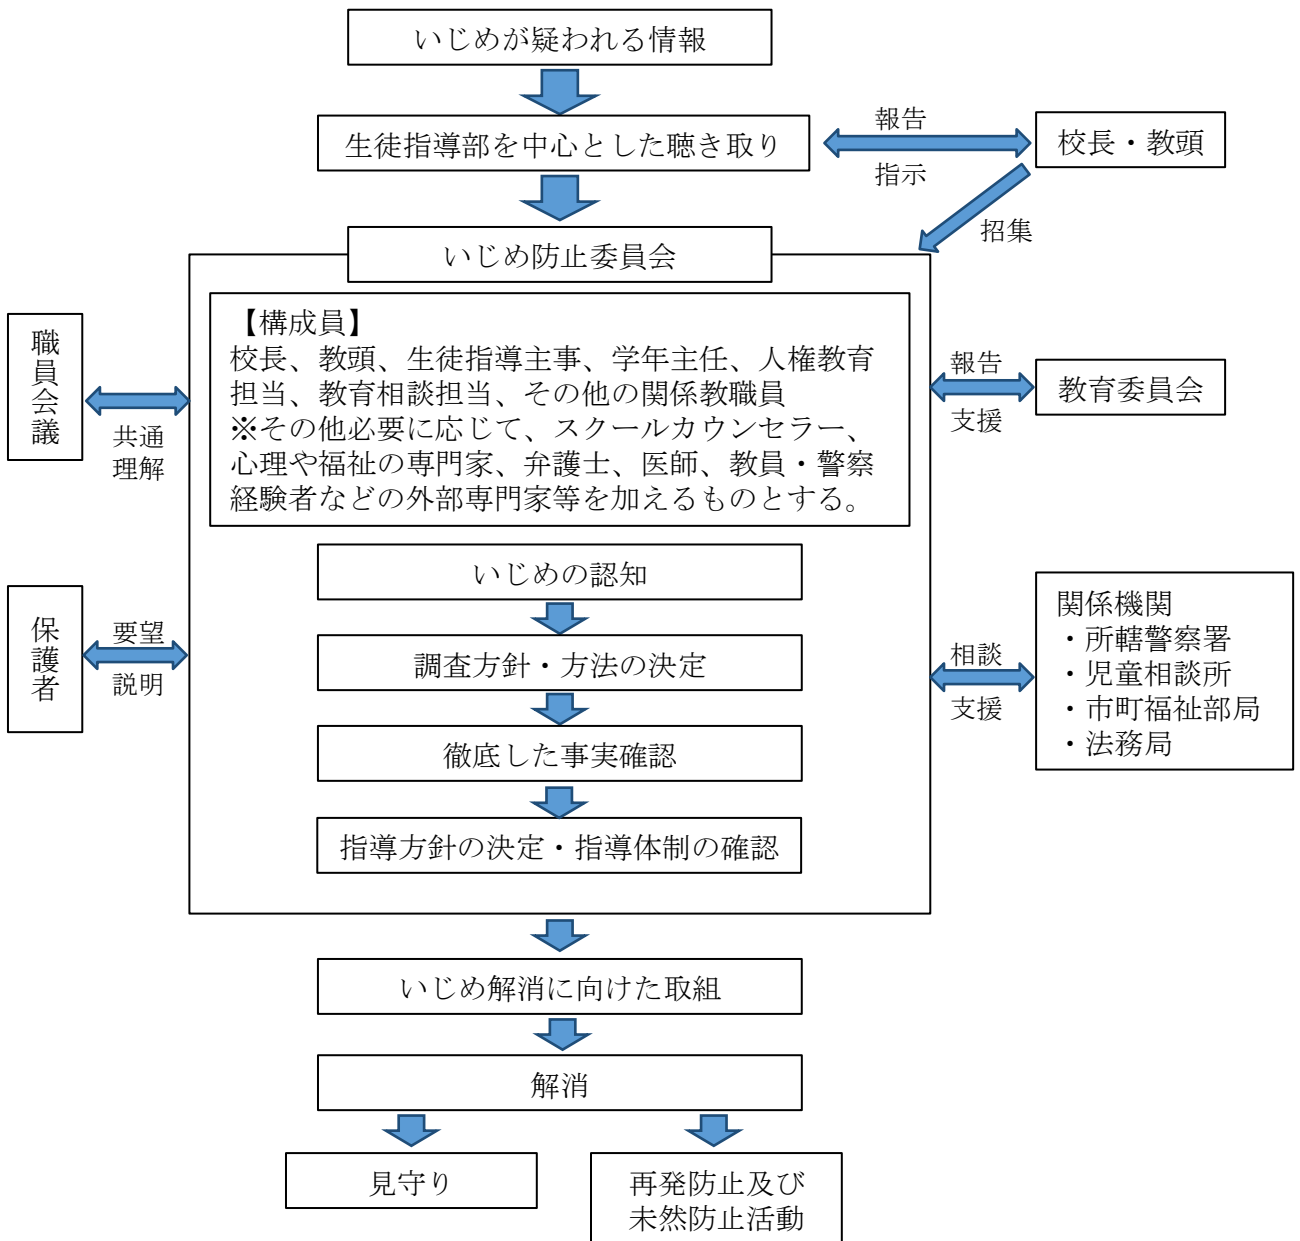 いじめが疑われる情報
生徒指導部を中心とした聴き取り
報告
指示
校長・教頭
招集
いじめ防止委員会
【構成員】
校長、教頭、生徒指導主事、学年主任、人権教育
担当、教育相談担当、その他の関係教職員
※その他必要に応じて、スクールカウンセラー、
心理や福祉の専門家、弁護士、医師、教員・警察
経験者などの外部専門家等を加えるものとする。
職員会議
共通
理解
報告
支援
教育委員会
いじめの認知
調査方針・方法の決定
徹底した事実確認
指導方針の決定・指導体制の確認
保護者
要望
説明
相談
支援
関係機関
・所轄警察署
・児童相談所
・市町福祉部局
・法務局
いじめ解消に向けた取組
解消
見守り
再発防止及び
未然防止活動